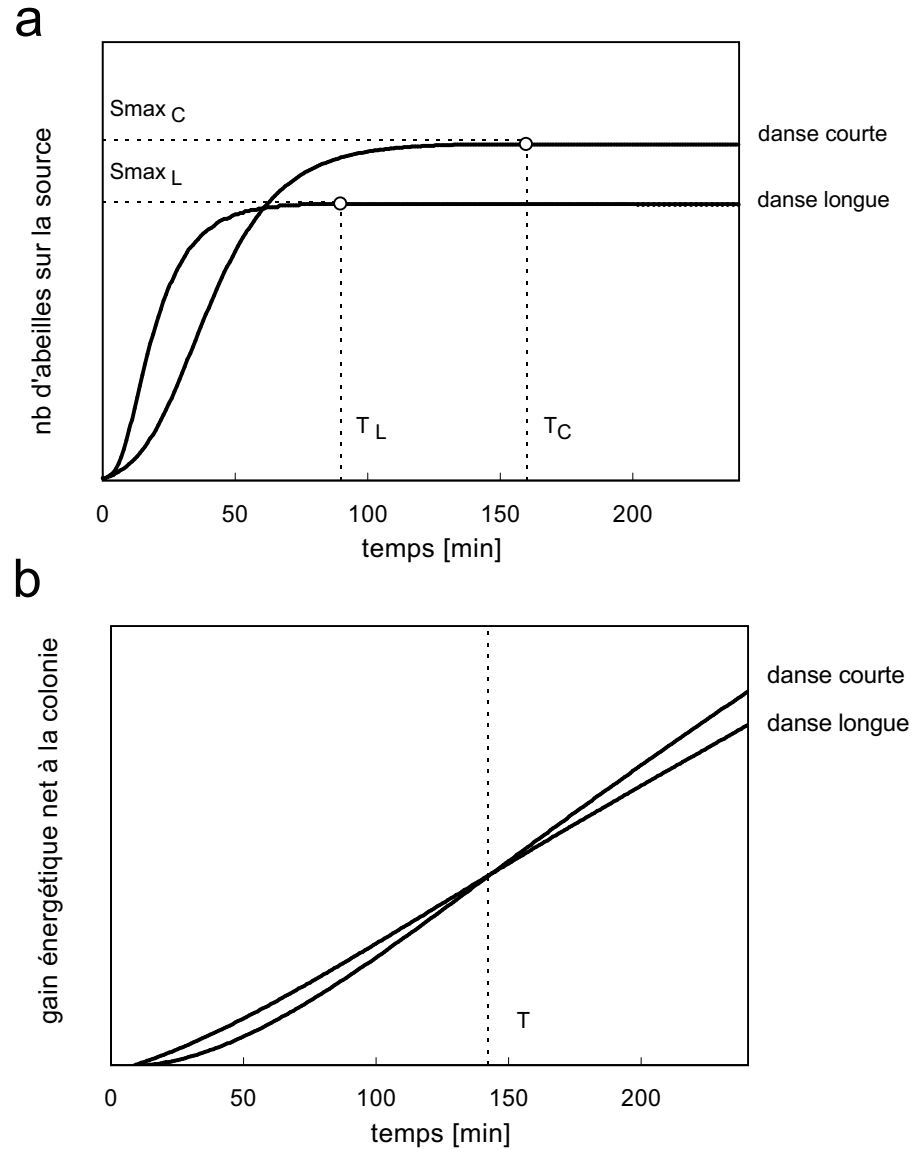 a
nb d'abeilles sur la source
Smax C
Smax L
danse courte
danse longue
T L
T C
0 50 100 150 200
temps [min]
b
gain énergétique net à la colonie
danse courte
danse longue
T
0 50 100 150 200
temps [min]